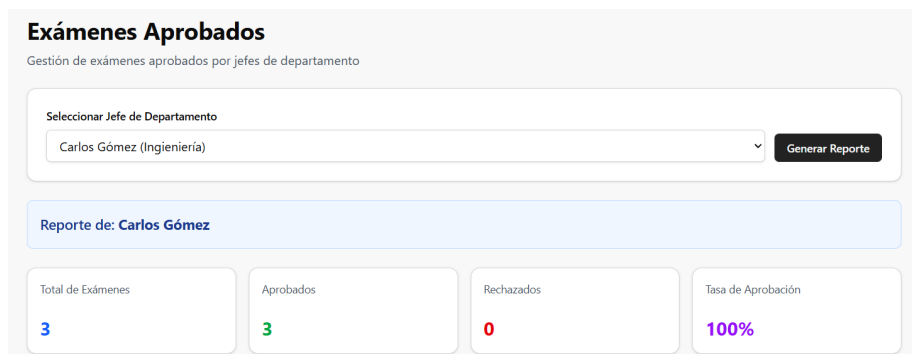 Exámenes Aprobados
Gestión de exámenes aprobados por jefes de departamento
Seleccionar Jefe de Departamento
Carlos Gómez (Ingieniería)
Generar Reporte
Reporte de: Carlos Gómez
Total de Exámenes
3
Aprobados
3
Rechazados
0
Tasa de Aprobación
100%